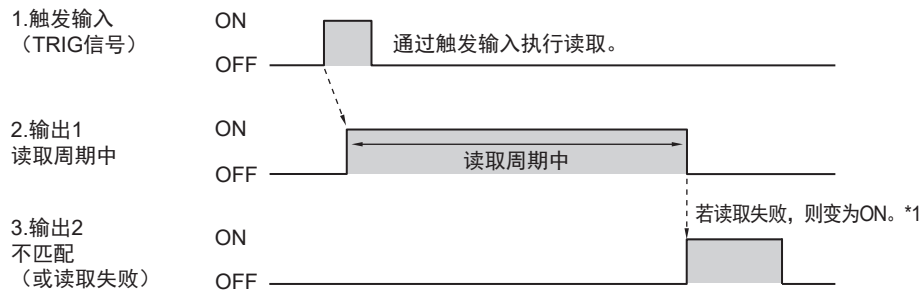 1.触发输入
（TRIG信号）
ON
OFF
通过触发输入执行读取。
2.输出1
读取周期中
ON
OFF
读取周期中
若读取失败，则变为ON。*1
3.输出2
不匹配
（或读取失败）
ON
OFF